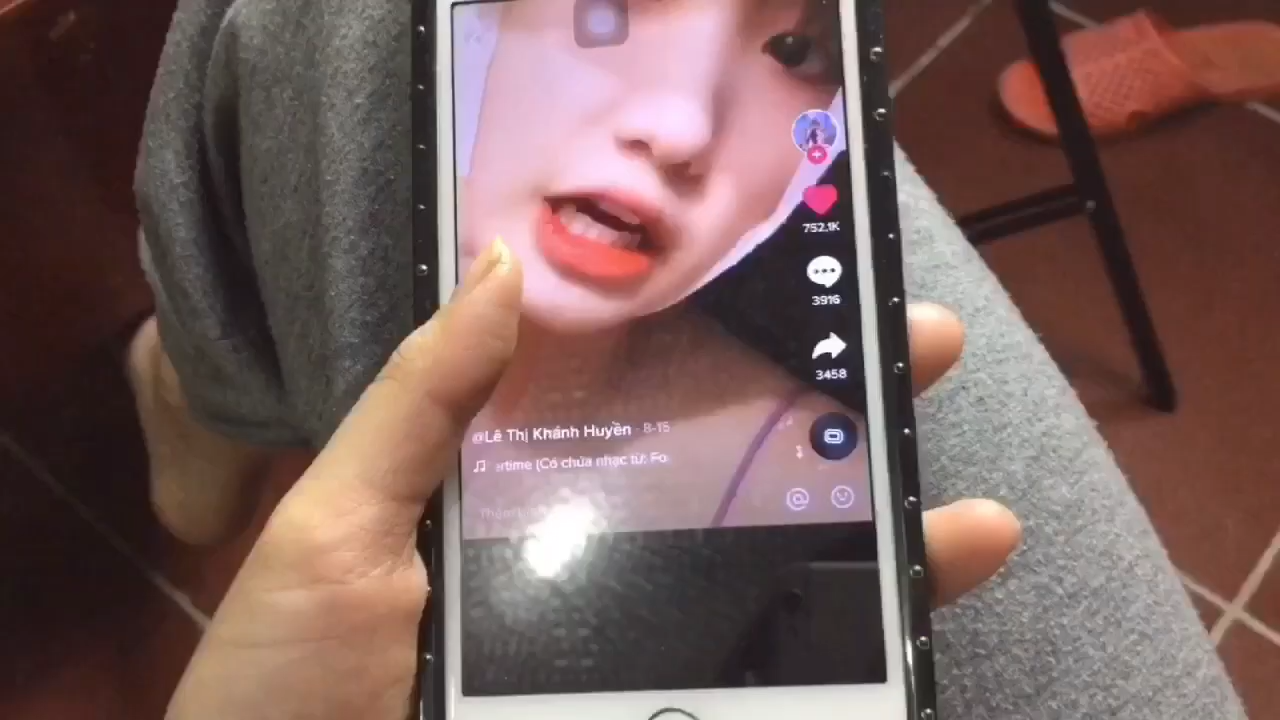 752.1K
3916
3458
@Lê Thị Khánh Huyền · 8-15
ertime (Có chứa nhạc từ: Fo